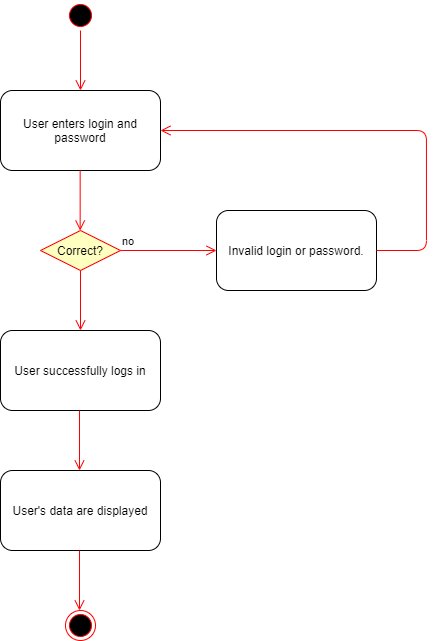 User enters login and
password
Correct?
no
Invalid login or password.
User successfully logs in
User's data are displayed